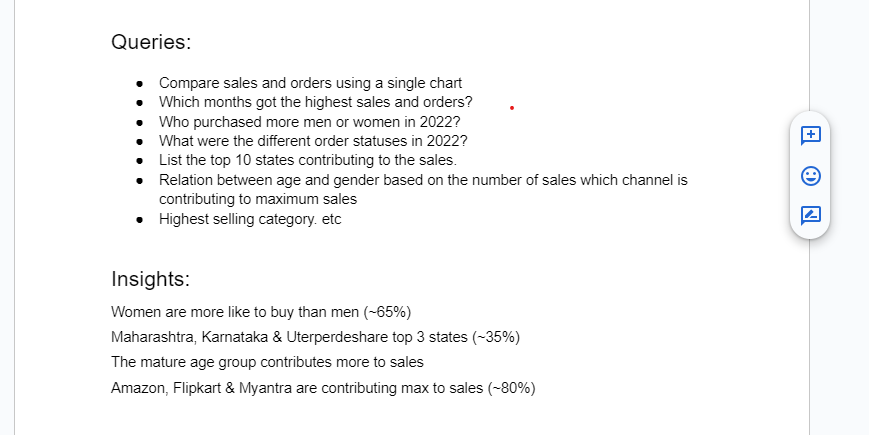 Queries:
● Compare sales and orders using a single chart
● Which months got the highest sales and orders?
● Who purchased more men or women in 2022?
● What were the different order statuses in 2022?
● List the top 10 states contributing to the sales.
● Relation between age and gender based on the number of sales which channel is
contributing to maximum sales
● Highest selling category. etc
Insights:
Women are more like to buy than men (~65%)
Maharashtra, Karnataka & Uterperdeshare top 3 states (~35%)
The mature age group contributes more to sales
Amazon, Flipkart & Myantra are contributing max to sales (~80%)